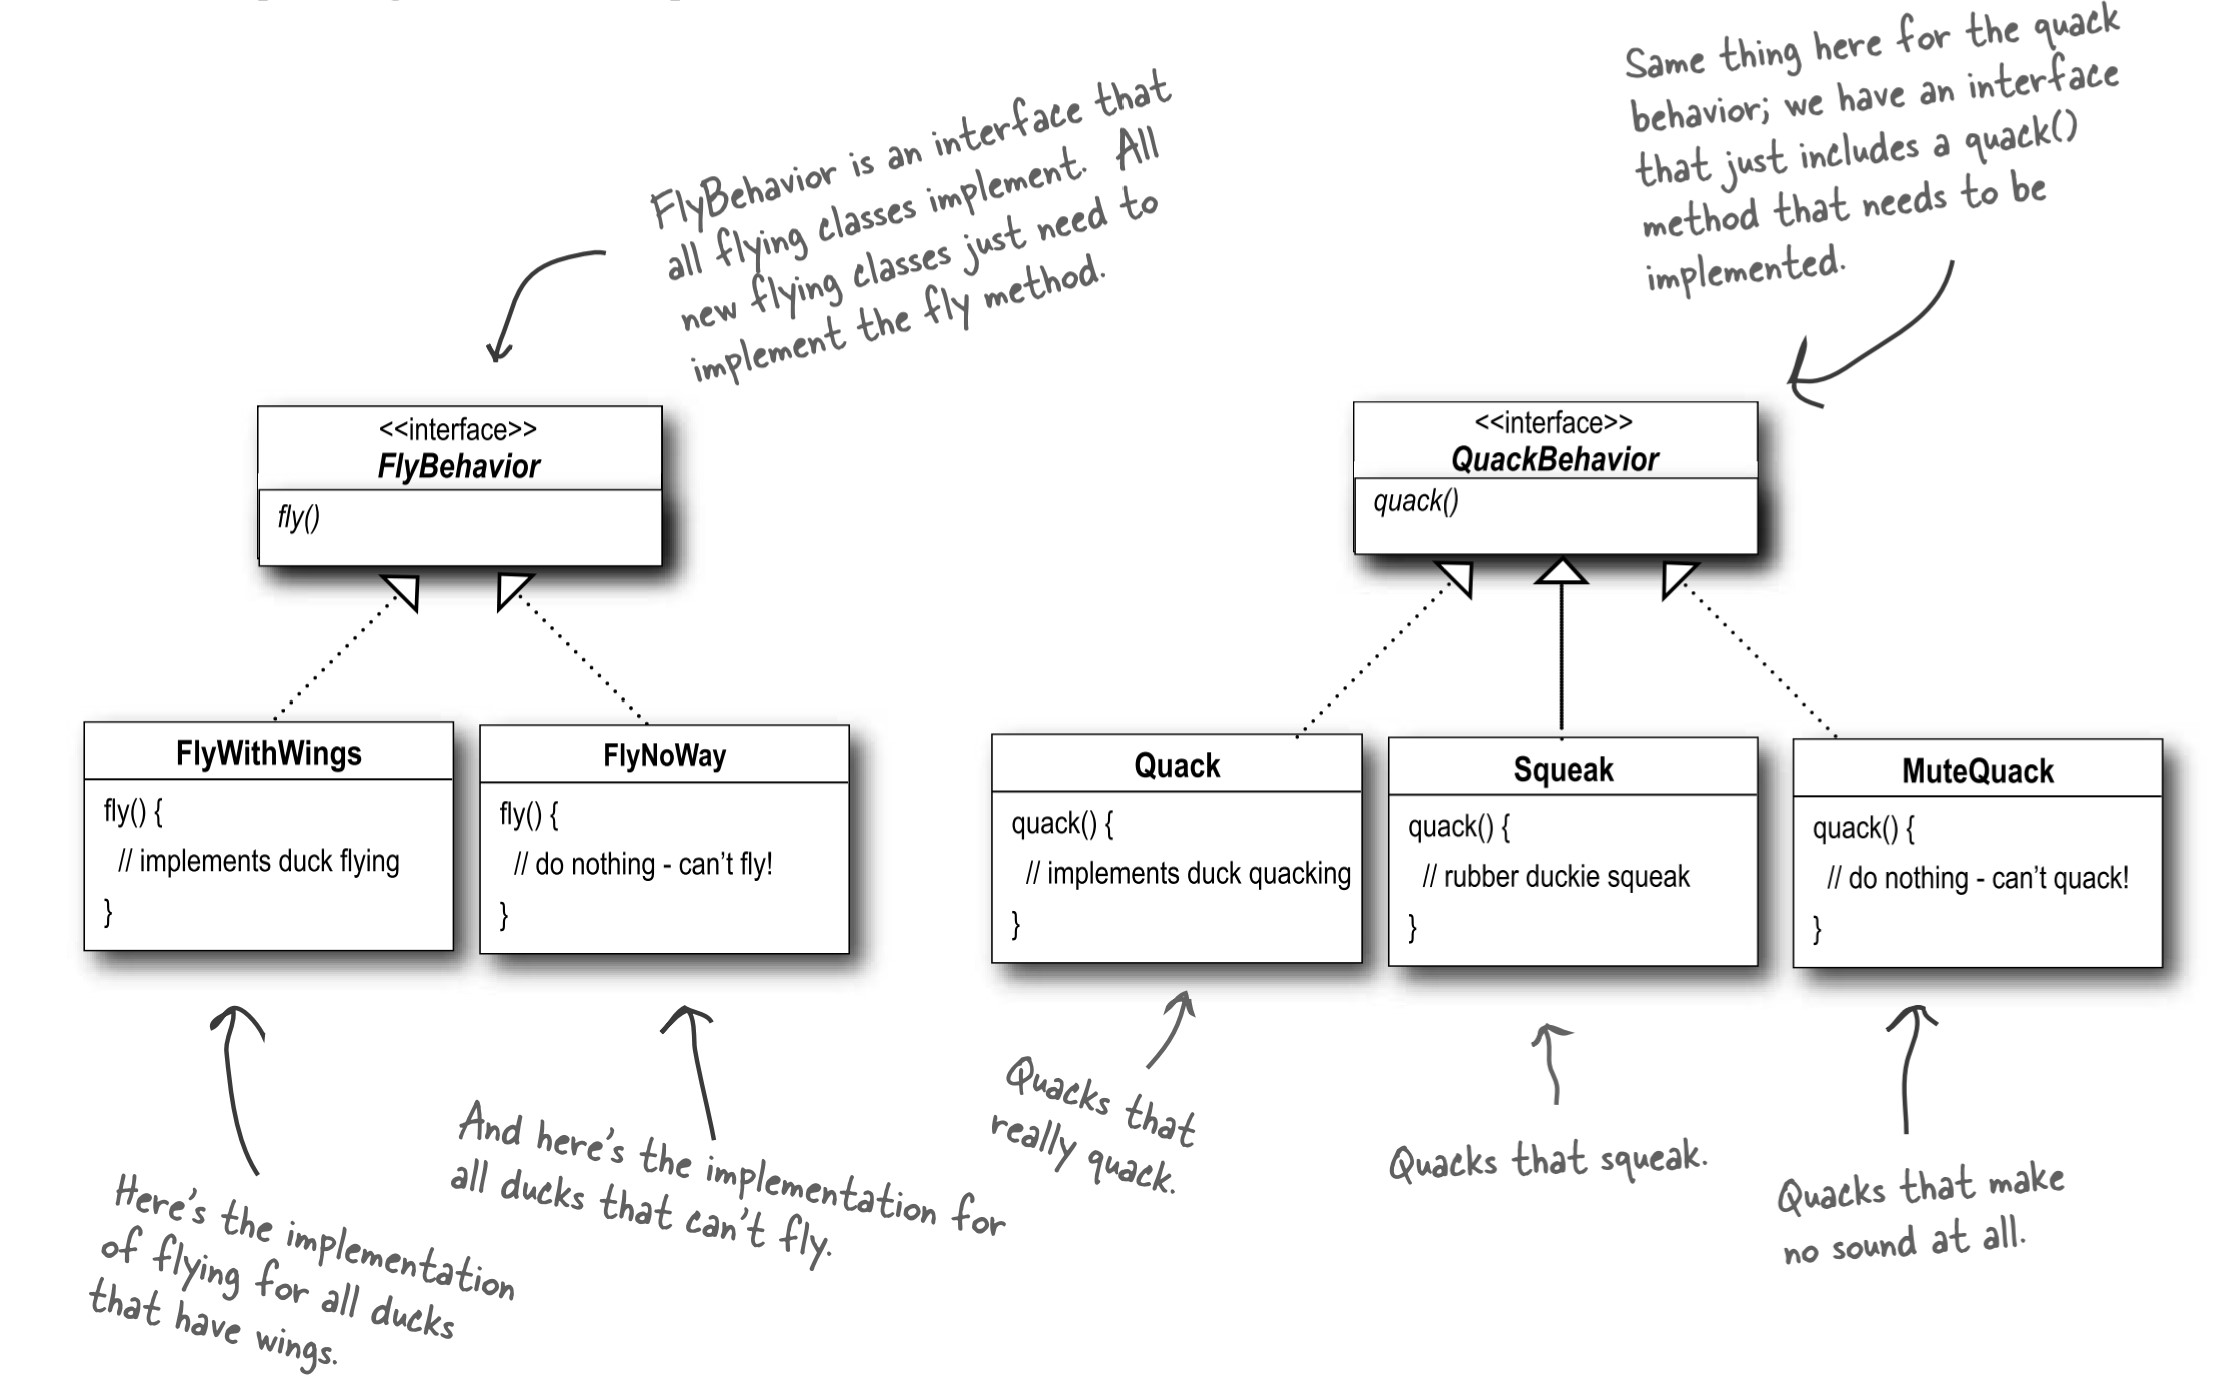 FlyBehavior is an interface that
all flying classes implement. All
new flying classes just need to
implement the fly method.
Same thing here for the quack
behavior; we have an interface
that just includes a quack()
method that needs to be
implemented.
<<interface>>
FlyBehavior
fly()
<<interface>>
QuackBehavior
quack()
FlyWithWings
fly() {
// implements duck flying
}
FlyNoWay
fly() {
// do nothing - can't fly!
}
Quack
quack() {
// implements duck quacking
}
Squeak
quack() {
// rubber duckie squeak
}
MuteQuack
quack() {
// do nothing - can't quack!
}
Here's the implementation
of flying for all ducks
that have wings.
And here's the implementation for
all ducks that can't fly.
Quacks that
really quack.
Quacks that squeak.
Quacks that make
no sound at all.